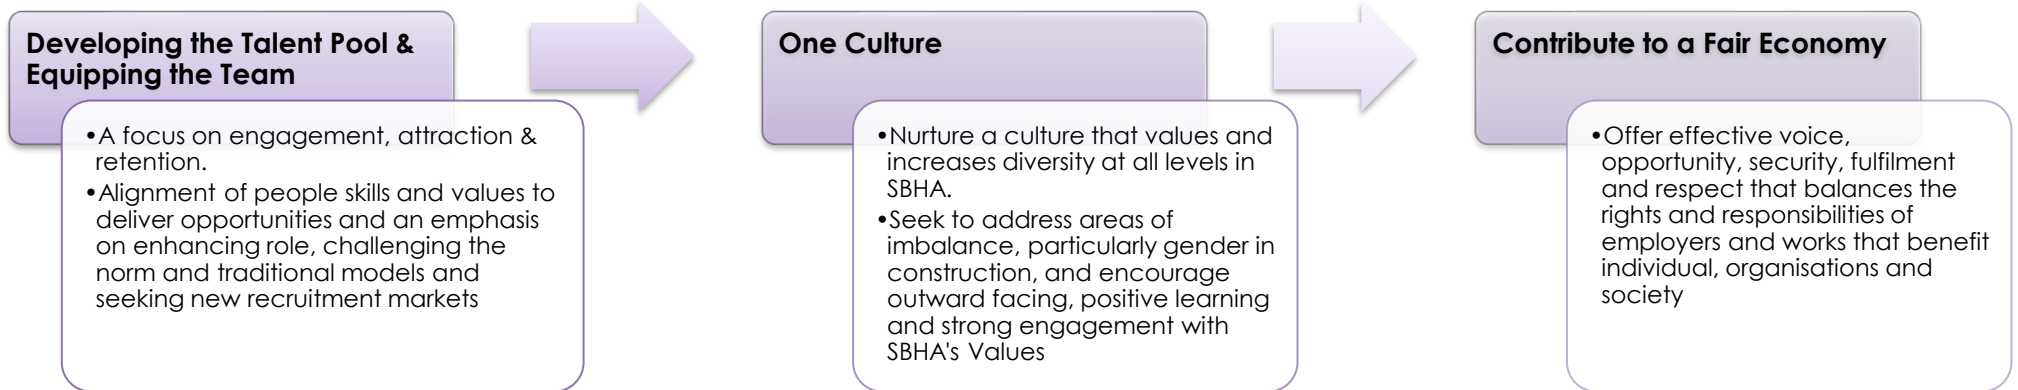 Developing the Talent Pool &
Equipping the Team
•A focus on engagement, attraction &
retention.
•Alignment of people skills and values to
deliver opportunities and an emphasis
on enhancing role, challenging the
norm and traditional models and
seeking new recruitment markets
One Culture
•Nurture a culture that values and
increases diversity at all levels in
SBHA.
•Seek to address areas of
imbalance, particularly gender in
construction, and encourage
outward facing, positive learning
and strong engagement with
SBHA's Values
Contribute to a Fair Economy
•Offer effective voice,
opportunity, security, fulfilment
and respect that balances the
rights and responsibilities of
employers and works that benefit
individual, organisations and
society